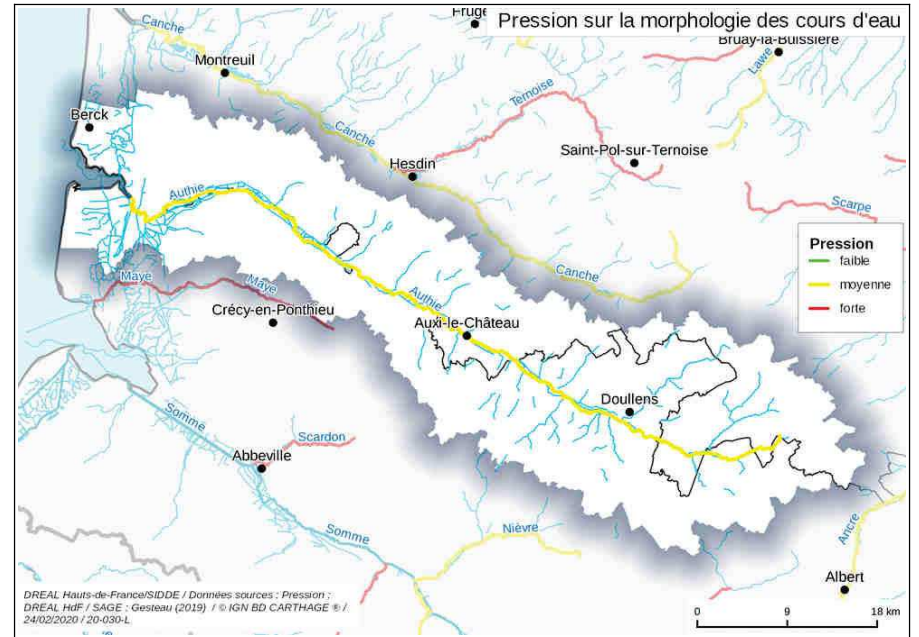 Pression sur la morphologie des cours d'eau
Canche
Montreuil
Bruay-la-Buissière
Lawe
Berck
Canche
Ternoise
Hesdin
Saint-Pol-sur-Ternoise
Authie
Scarpe
Pression
faible
moyenne
forte
Maye
Maye
Crécy-en-Ponthieu
Canche
Authie
Auxi-le-Château
Doullens
Somme
Scardon
Abbeville
Somme
Nièvre
Ancre
Albert
DREAL Hauts-de-France/SIDDE / Données sources : Pression :
DREAL HdF / SAGE : Gesteau (2019) / © IGN BD CARTHAGE ® /
24/02/2020 / 20-030-L
0 9 18 km